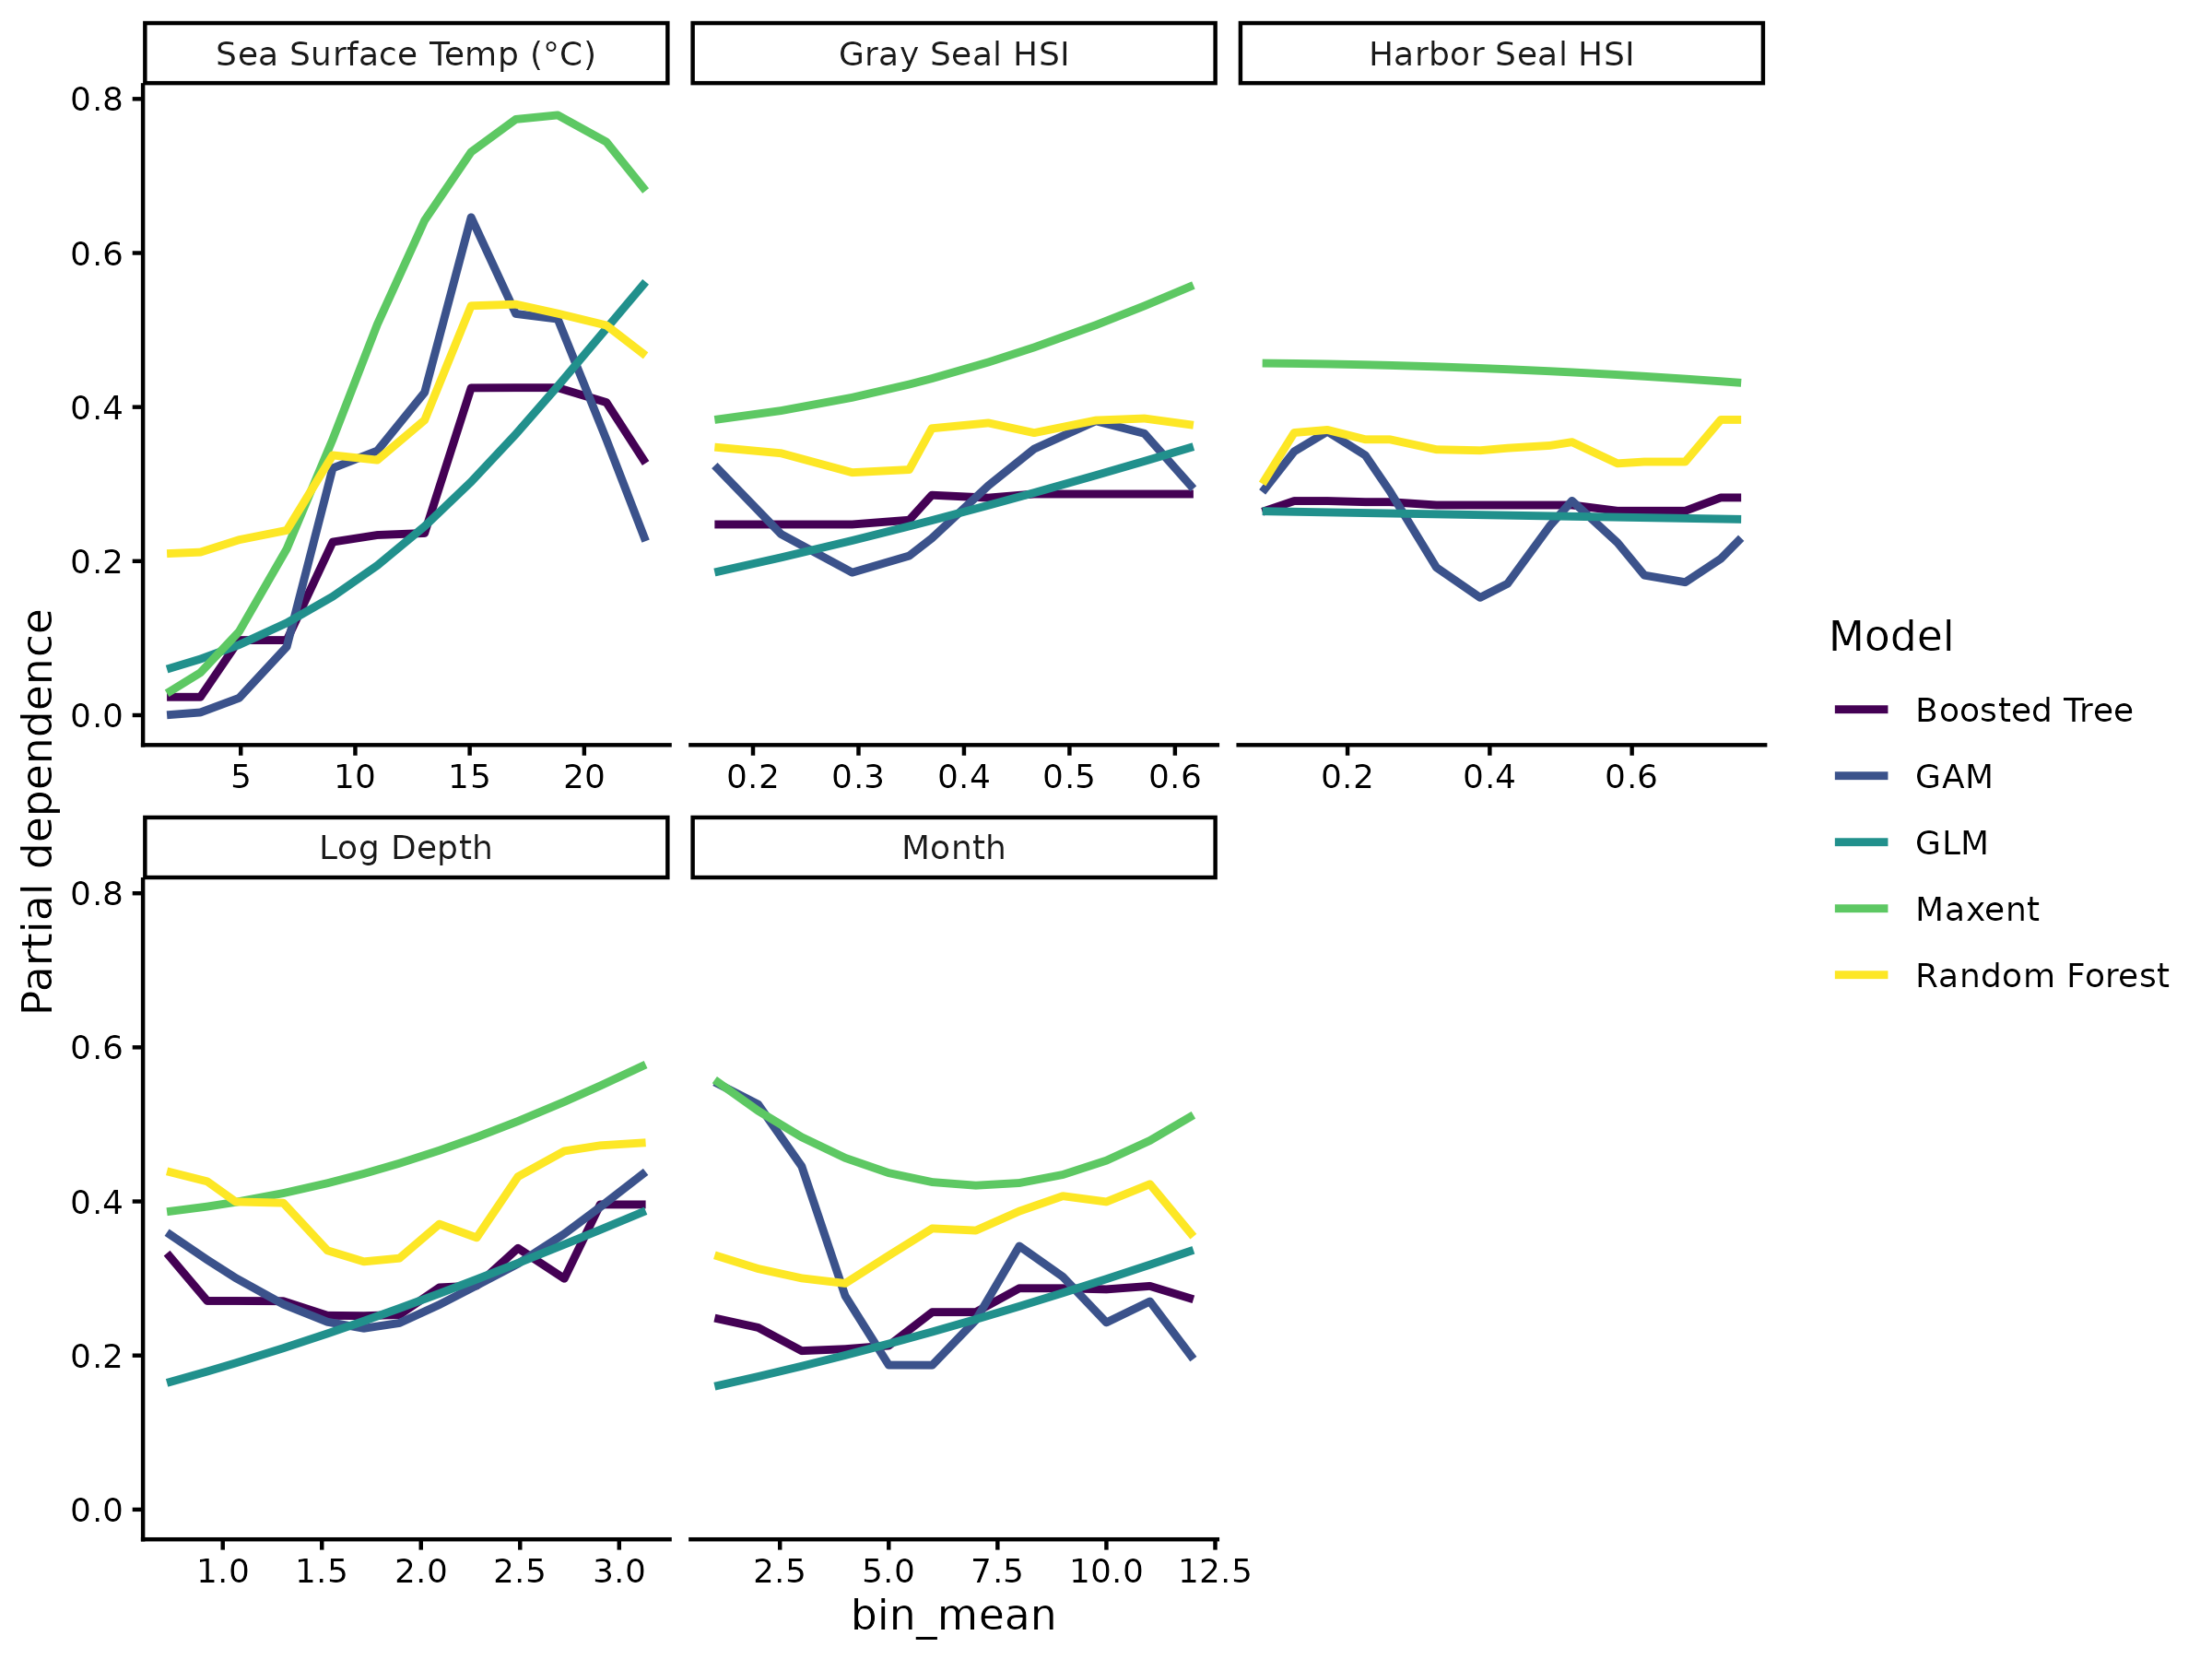 Sea Surface Temp (°C)
Gray Seal HSI
Harbor Seal HSI
0.8
0.6
0.4
0.2
0.0
5 10 15 20
0.2 0.3 0.4 0.5 0.6
0.2 0.4 0.6
Partial dependence
Log Depth
Month
0.8
0.6
0.4
0.2
0.0
1.0 1.5 2.0 2.5 3.0
2.5 5.0 7.5 10.0 12.5
bin_mean
Model
Boosted Tree
GAM
GLM
Maxent
Random Forest